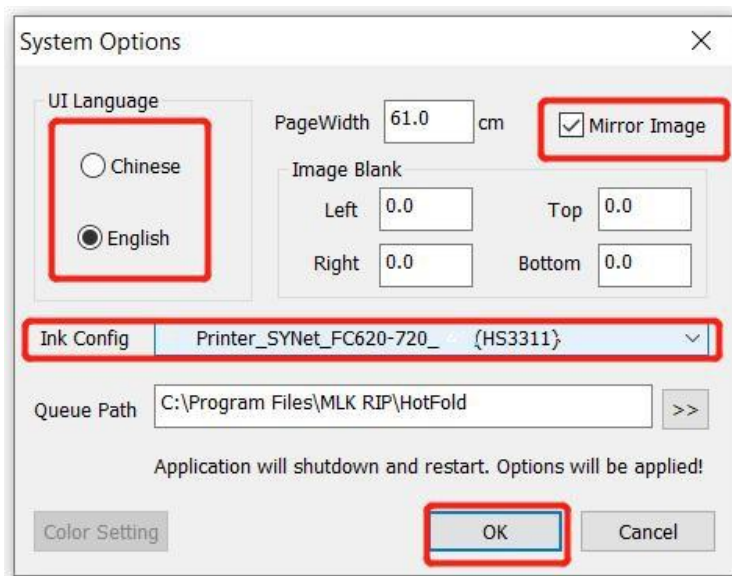 System Options
UI Language
Chinese
English
PageWidth 61.0 cm
Mirror Image
Image Blank
Left 0.0 Top 0.0
Right 0.0 Bottom 0.0
Ink Config Printer_SYNet_FC620-720_ {HS3311}
Queue Path C:\Program Files\MLK RIP\HotFold >>
Application will shutdown and restart. Options will be applied!
Color Setting OK Cancel